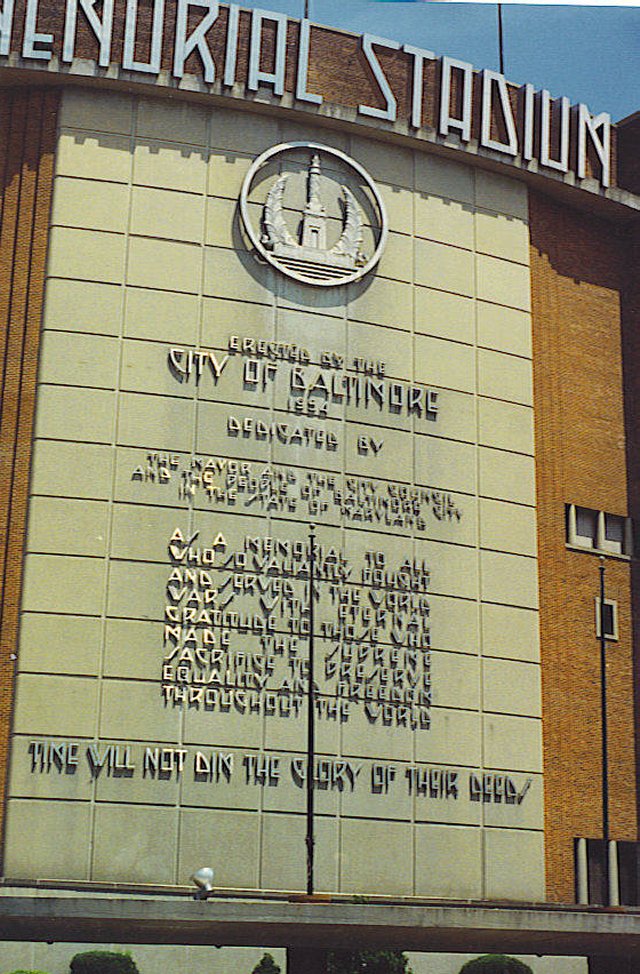 MEMORIAL STADIUM
ERECTED BY THE
CITY OF BALTIMORE
1954
DEDICATED BY
THE MAYOR AND THE CITY COUNCIL
AND THE PEOPLE OF BALTIMORE CITY
IN THE STATE OF MARYLAND
AS A MEMORIAL TO ALL
WHO SO VALIANTLY FOUGHT
AND SERVED IN THE WORLD
WARS WITH ETERNAL
GRATITUDE TO THOSE WHO
MADE THE SUPREME
SACRIFICE TO PRESERVE
EQUALITY AND FREEDOM
THROUGHOUT THE WORLD
TIME WILL NOT DIM THE GLORY OF THEIR DEEDS